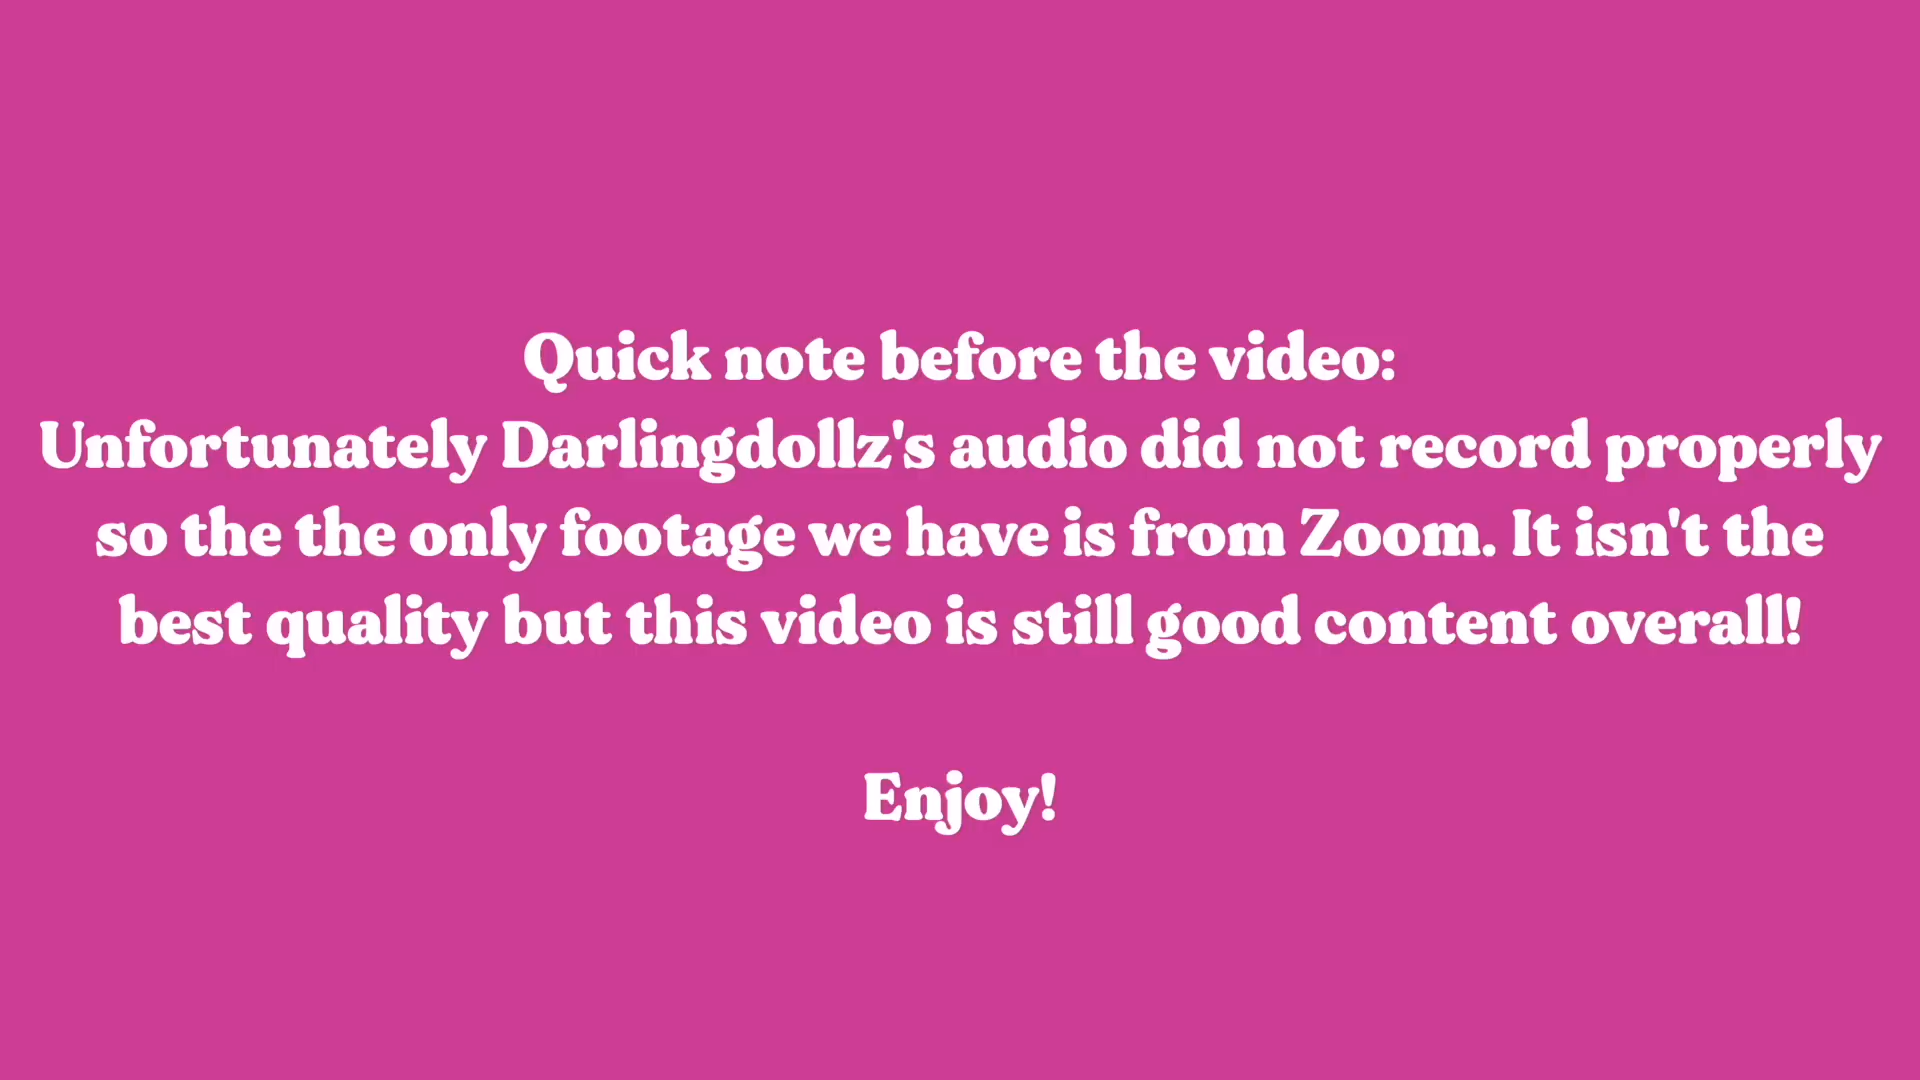 Quick note before the video:
Unfortunately Darlingdollz's audio did not record properly
so the the only footage we have is from Zoom. It isn't the
best quality but this video is still good content overall!
Enjoy!